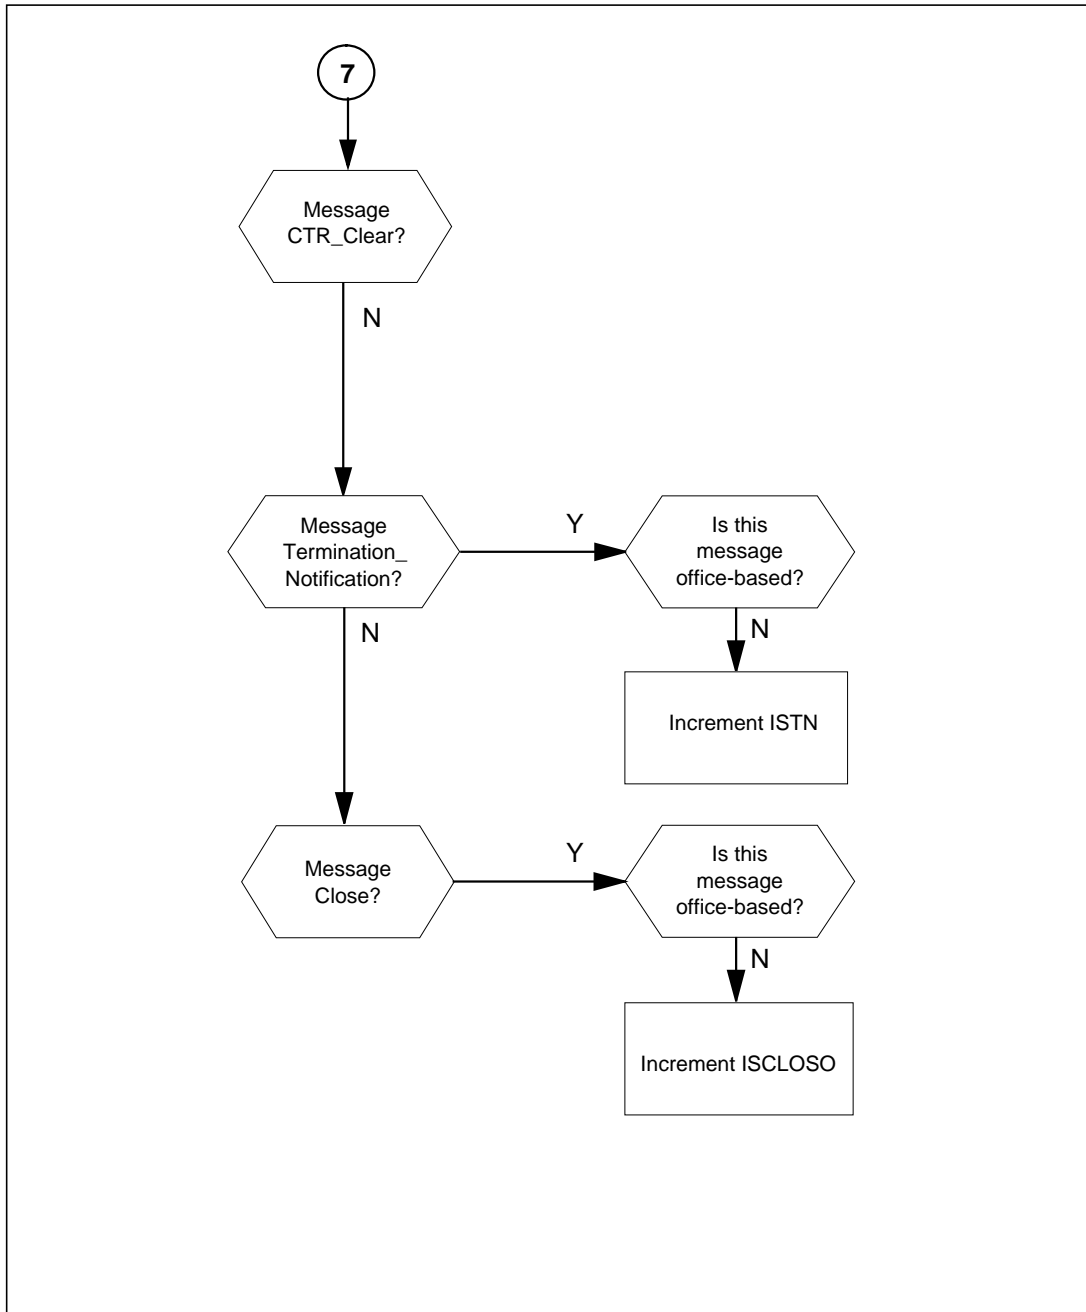 7
Message
CTR_Clear?
N
Message
Termination_
Notification?
Y
Is this
message
office-based?
N
N
Increment ISTN
Message
Close?
Y
Is this
message
office-based?
N
Increment ISCLOSO